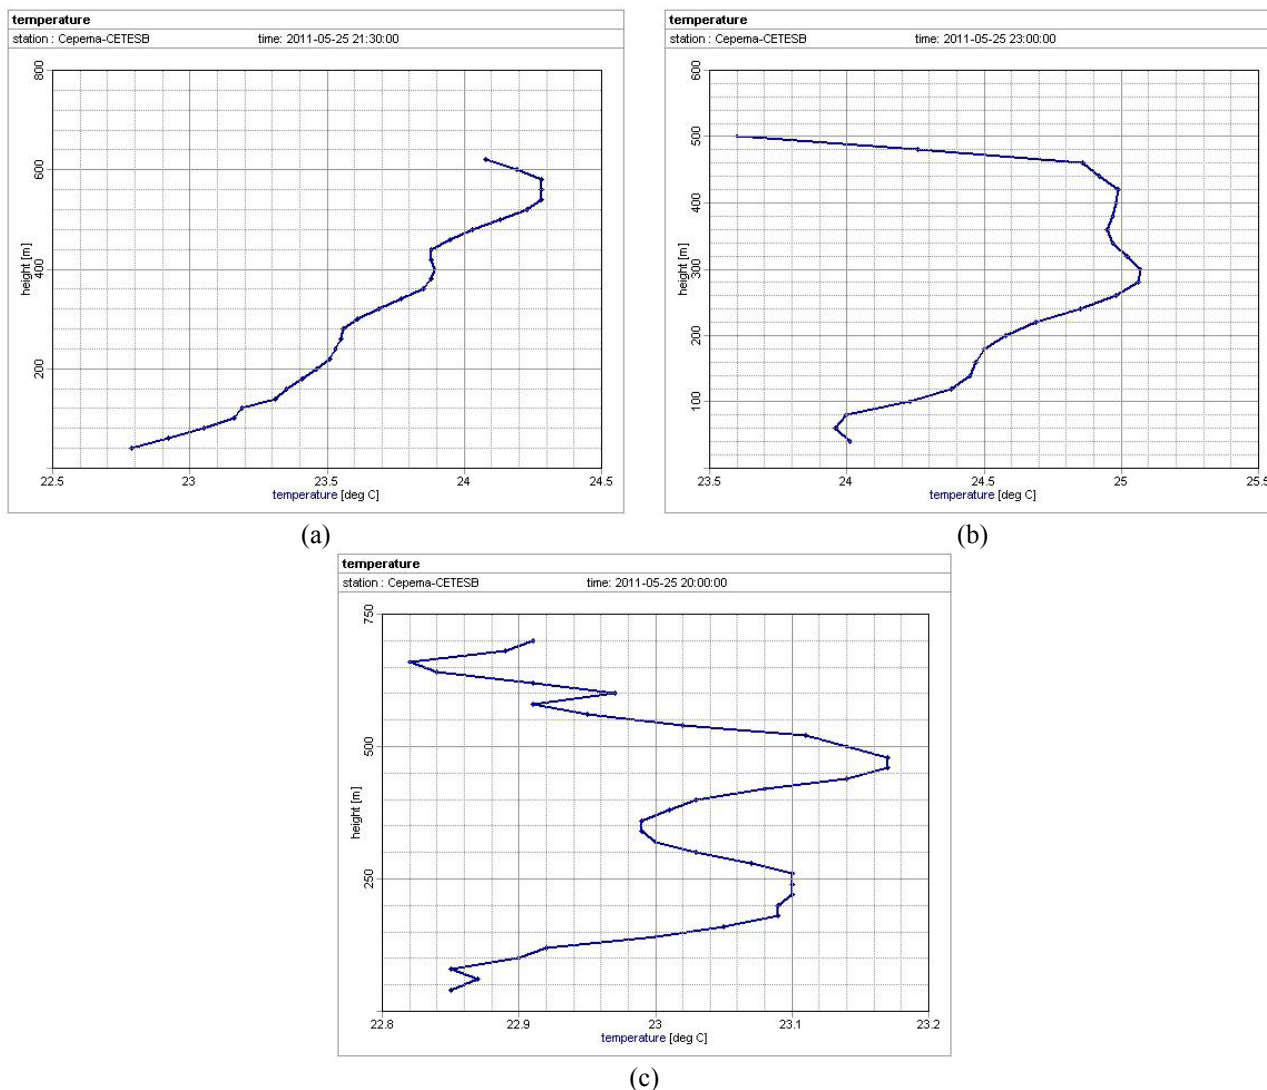 temperature
station : Cepema-CETESB time: 2011-05-25 21:30:00
800
600
400
200
height [m]
22.5 23 23.5 24 24.5
temperature [deg C]
(a)
temperature
station : Cepema-CETESB time: 2011-05-25 23:00:00
600
500
400
300
200
100
height [m]
23.5 24 24.5 25 25.5
temperature [deg C]
(b)
temperature
station : Cepema-CETESB time: 2011-05-25 20:00:00
750
500
250
height [m]
22.8 22.9 23 23.1 23.2
temperature [deg C]
(c)